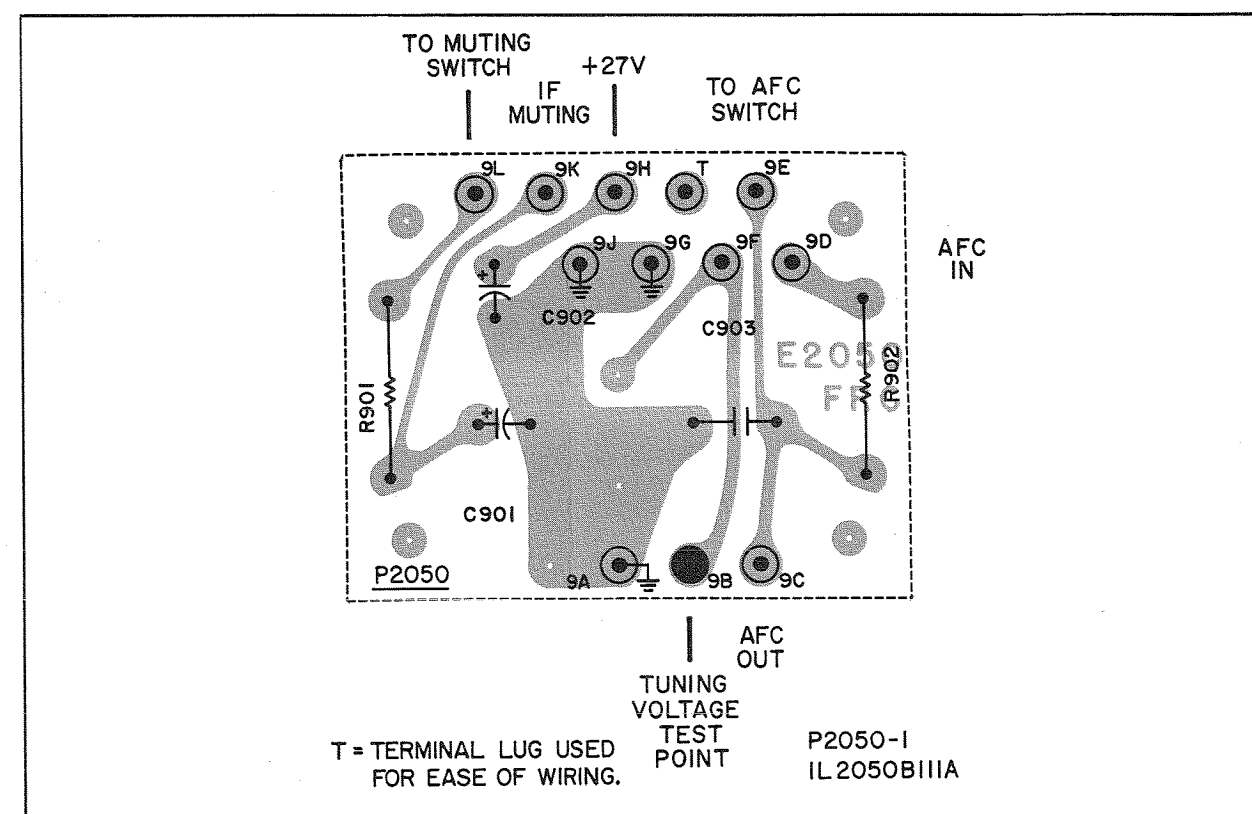 TO MUTING
SWITCH
IF
MUTING
+27V
TO AFC
SWITCH
9L
9K
9H
T
9E
9J
9G
9F
9D
AFC
IN
+
C902
C903
E2050
R901
R902
+
C901
P2050
9A
9B
9C
AFC
OUT
TUNING
VOLTAGE
TEST
POINT
T = TERMINAL LUG USED
FOR EASE OF WIRING.
P2050-1
IL2050B111A